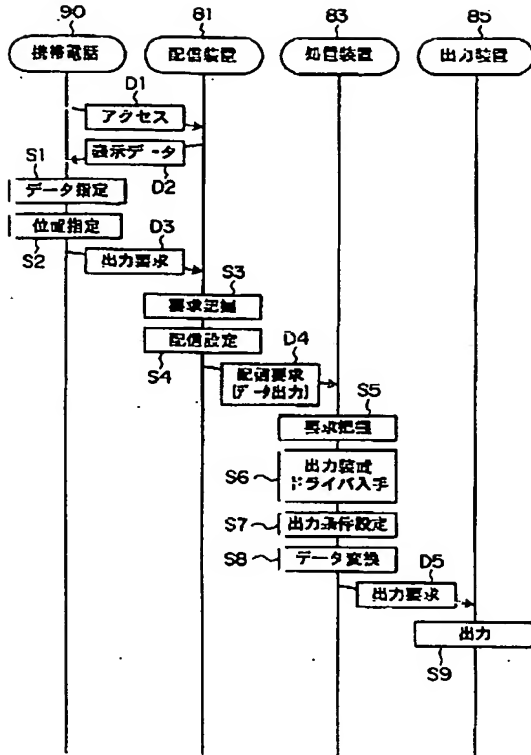 90 81 83 85
携帯電話 配信装置 処理装置 出力装置
D1
アクセス
表示データ
D2
S1
データ指定
位置指定
S2
D3
出力要求
S3
要求把握
配信設定
S4
D4
配信要求
(データ出力)
S5
要求把握
S6
出力装置
ドライバ入手
S7
出力条件設定
S8
データ変換
D5
出力要求
出力
S9